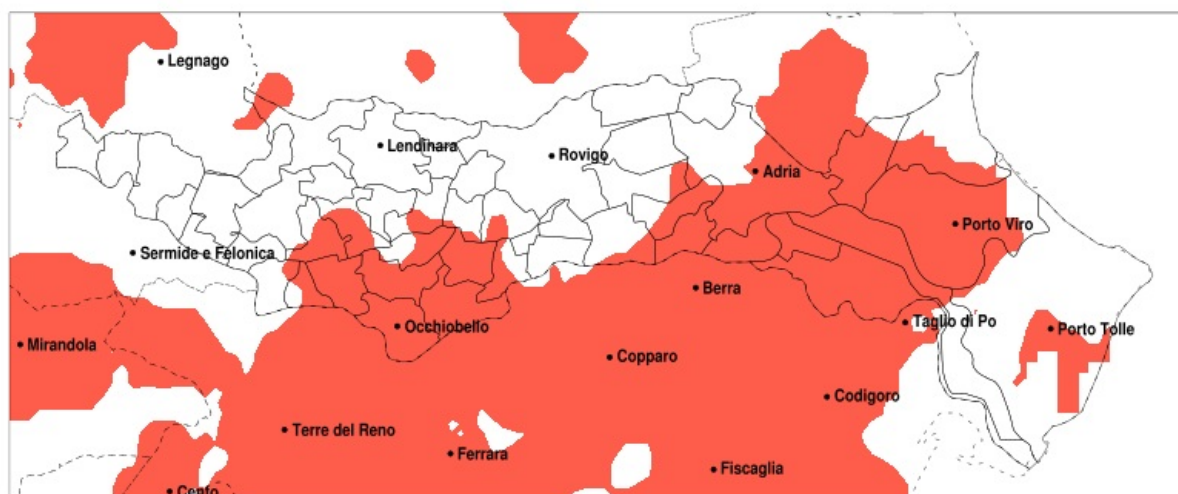 Legnago
Lendinara
Rovigo
Adria
Porto Viro
Sermide e Felonica
Berra
Occhiobello
Taglio di Po
Porto Tolle
Mirandola
Copparo
Codigoro
Terre del Reno
Ferrara
Fiscaglia
Cento